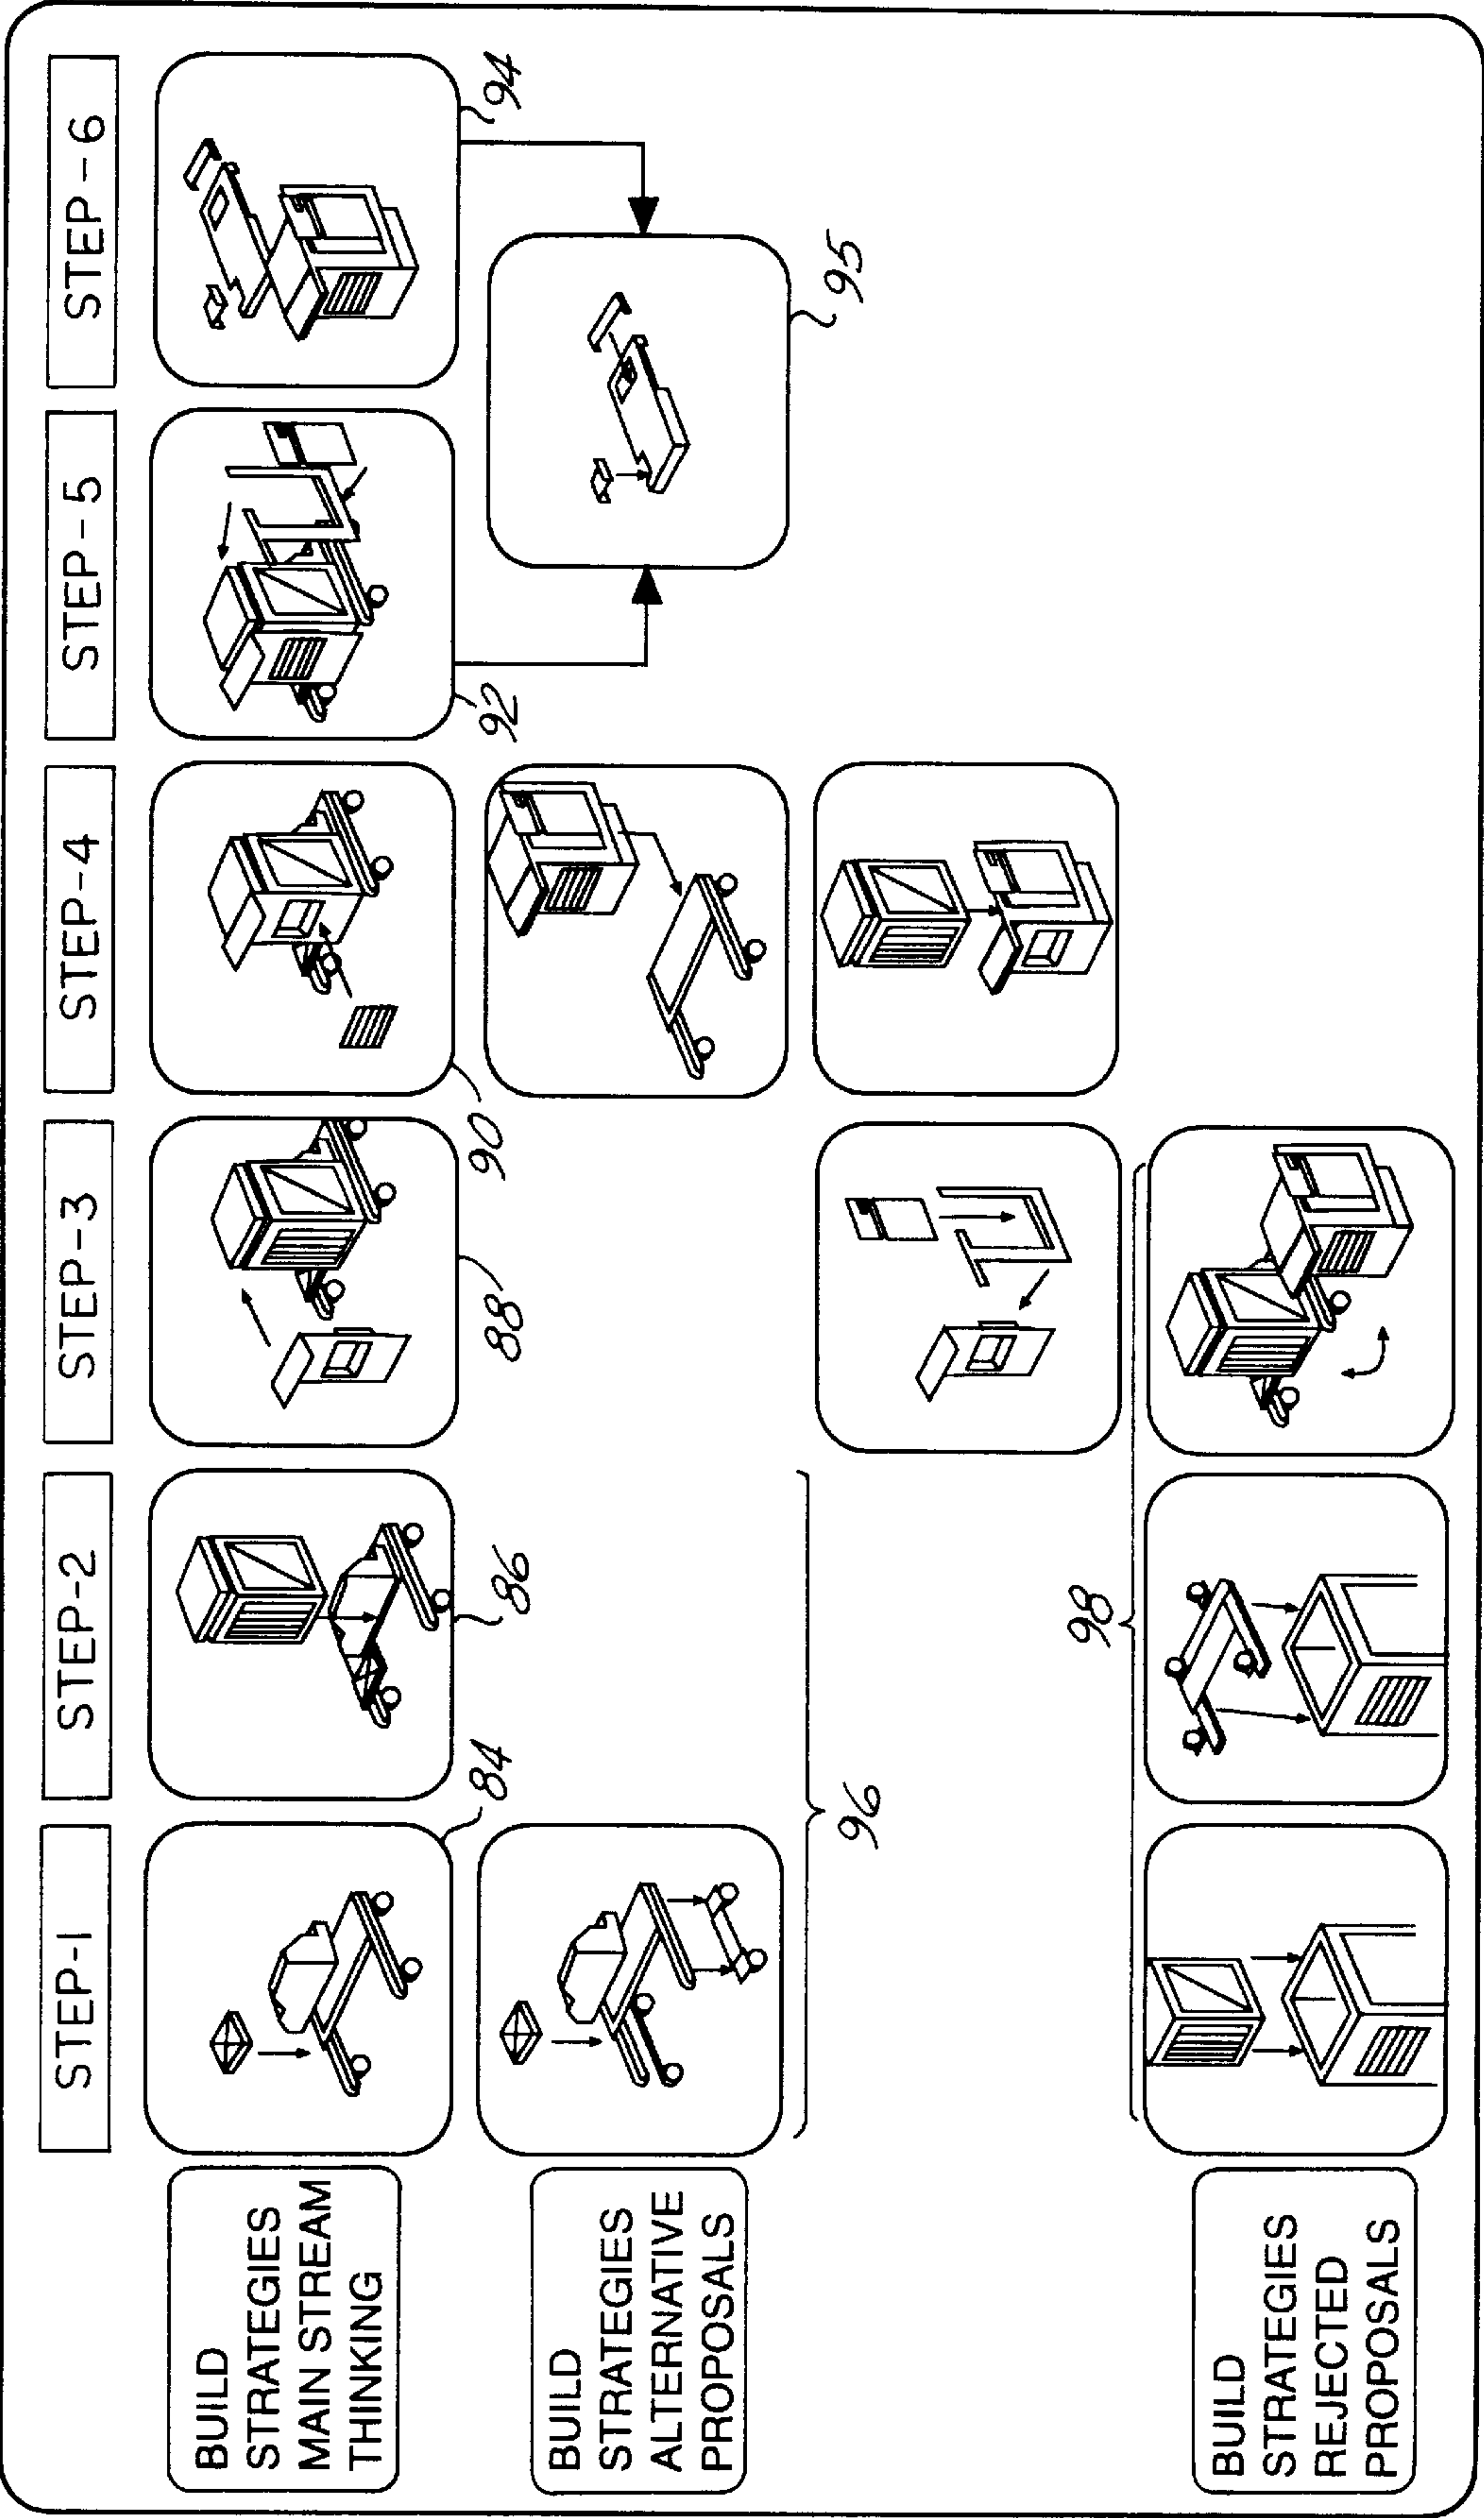 STEP-1
STEP-2
STEP-3
STEP-4
STEP-5
STEP-6
BUILD
STRATEGIES
MAIN STREAM
THINKING
84
86
88
90
92
94
BUILD
STRATEGIES
ALTERNATIVE
PROPOSALS
95
96
98
BUILD
STRATEGIES
REJECTED
PROPOSALS